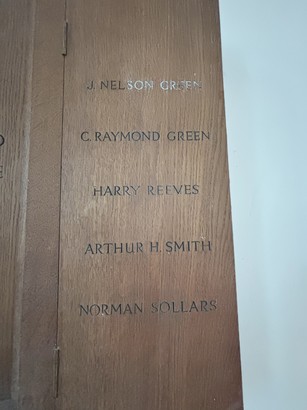 J. NELSON GREEN
C. RAYMOND GREEN
HARRY REEVES
ARTHUR H. SMITH
NORMAN SOLLARS